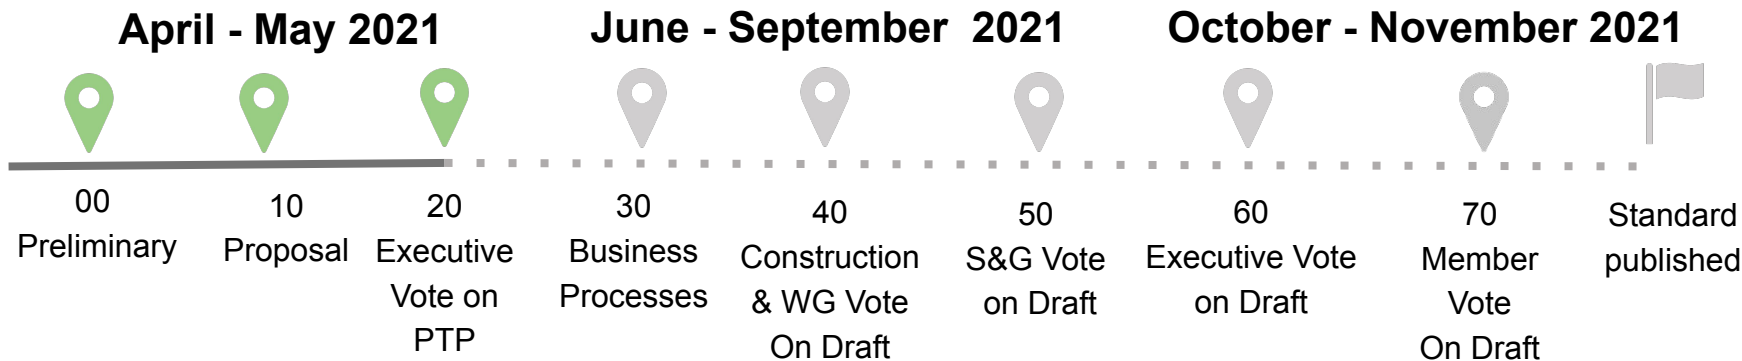 April - May 2021
June - September 2021
October - November 2021
00
Preliminary
10
Proposal
20
Executive
Vote on
PTP
30
Business
Processes
40
Construction
& WG Vote
On Draft
50
S&G Vote
on Draft
60
Executive Vote
on Draft
70
Member
Vote
On Draft
Standard
published